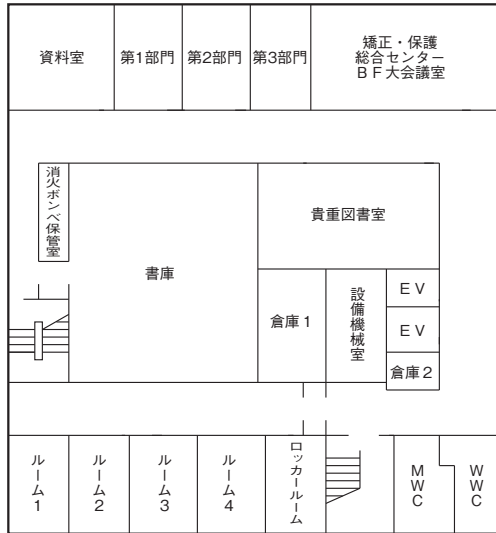 資料室
第1部門
第2部門
第3部門
矯正・保護
総合センター
BF大会議室
消火ボンベ保管室
書庫
貴重図書室
倉庫1
設備機械室
EV
EV
倉庫2
ルーム1
ルーム2
ルーム3
ルーム4
ロッカールーム
MWC
WWC